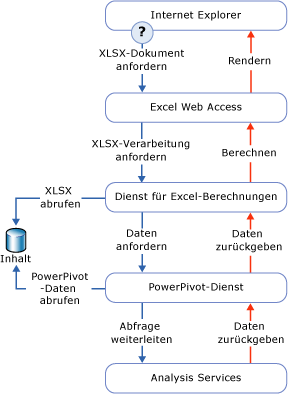 Internet Explorer
?
XLSX-Dokument
anfordern
Rendern
Excel Web Access
XLSX-Verarbeitung
anfordern
Berechnen
XLSX
abrufen
Dienst für Excel-Berechnungen
Inhalt
Daten
anfordern
Daten
zurückgeben
PowerPivot
-Daten
abrufen
PowerPivot-Dienst
Abfrage
weiterleiten
Daten
zurückgeben
Analysis Services